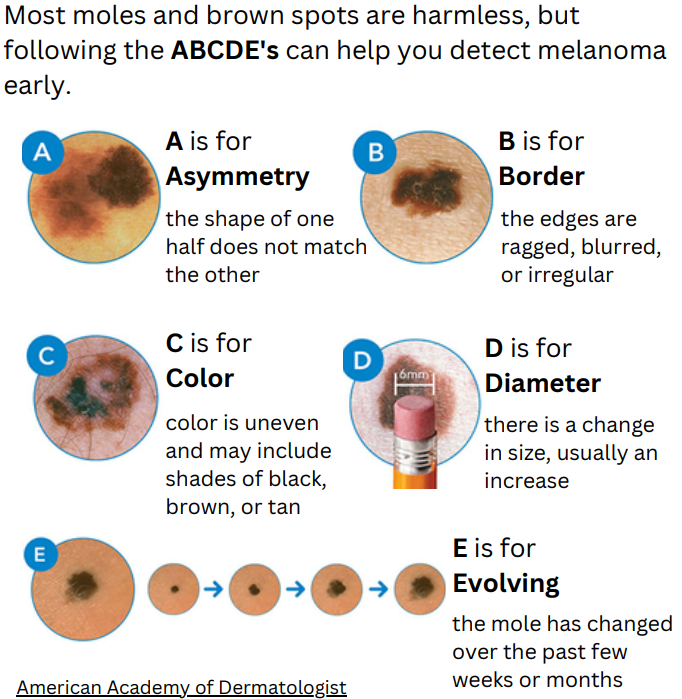 Most moles and brown spots are harmless, but
following the ABCDE's can help you detect melanoma
early.
A
A is for
Asymmetry
the shape of one
half does not match
the other
B
B is for
Border
the edges are
ragged, blurred,
or irregular
C
C is for
Color
color is uneven
and may include
shades of black,
brown, or tan
D
6mm
D is for
Diameter
there is a change
in size, usually an
increase
E
E is for
Evolving
the mole has changed
over the past few
weeks or months
American Academy of Dermatologist